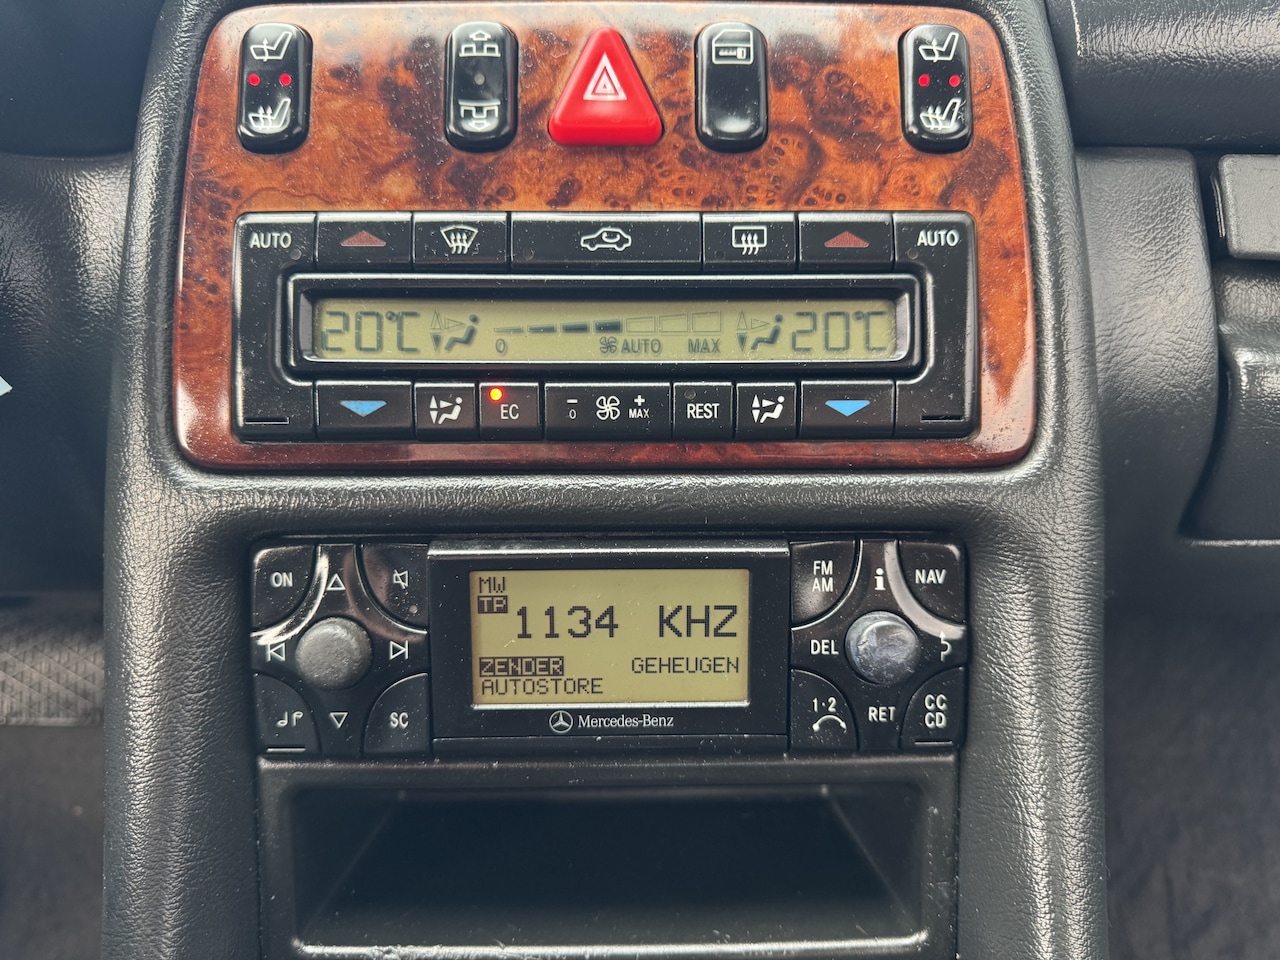 AUTO AUTO
20°C 20°C
0 AUTO MAX
EC - 0 + MAX REST
ON FM AM i NAV
MW
TP
1134 KHZ
DEL
ZENDER GEHEUGEN
AUTOSTORE
SC 1·2 RET CC CD
Mercedes-Benz